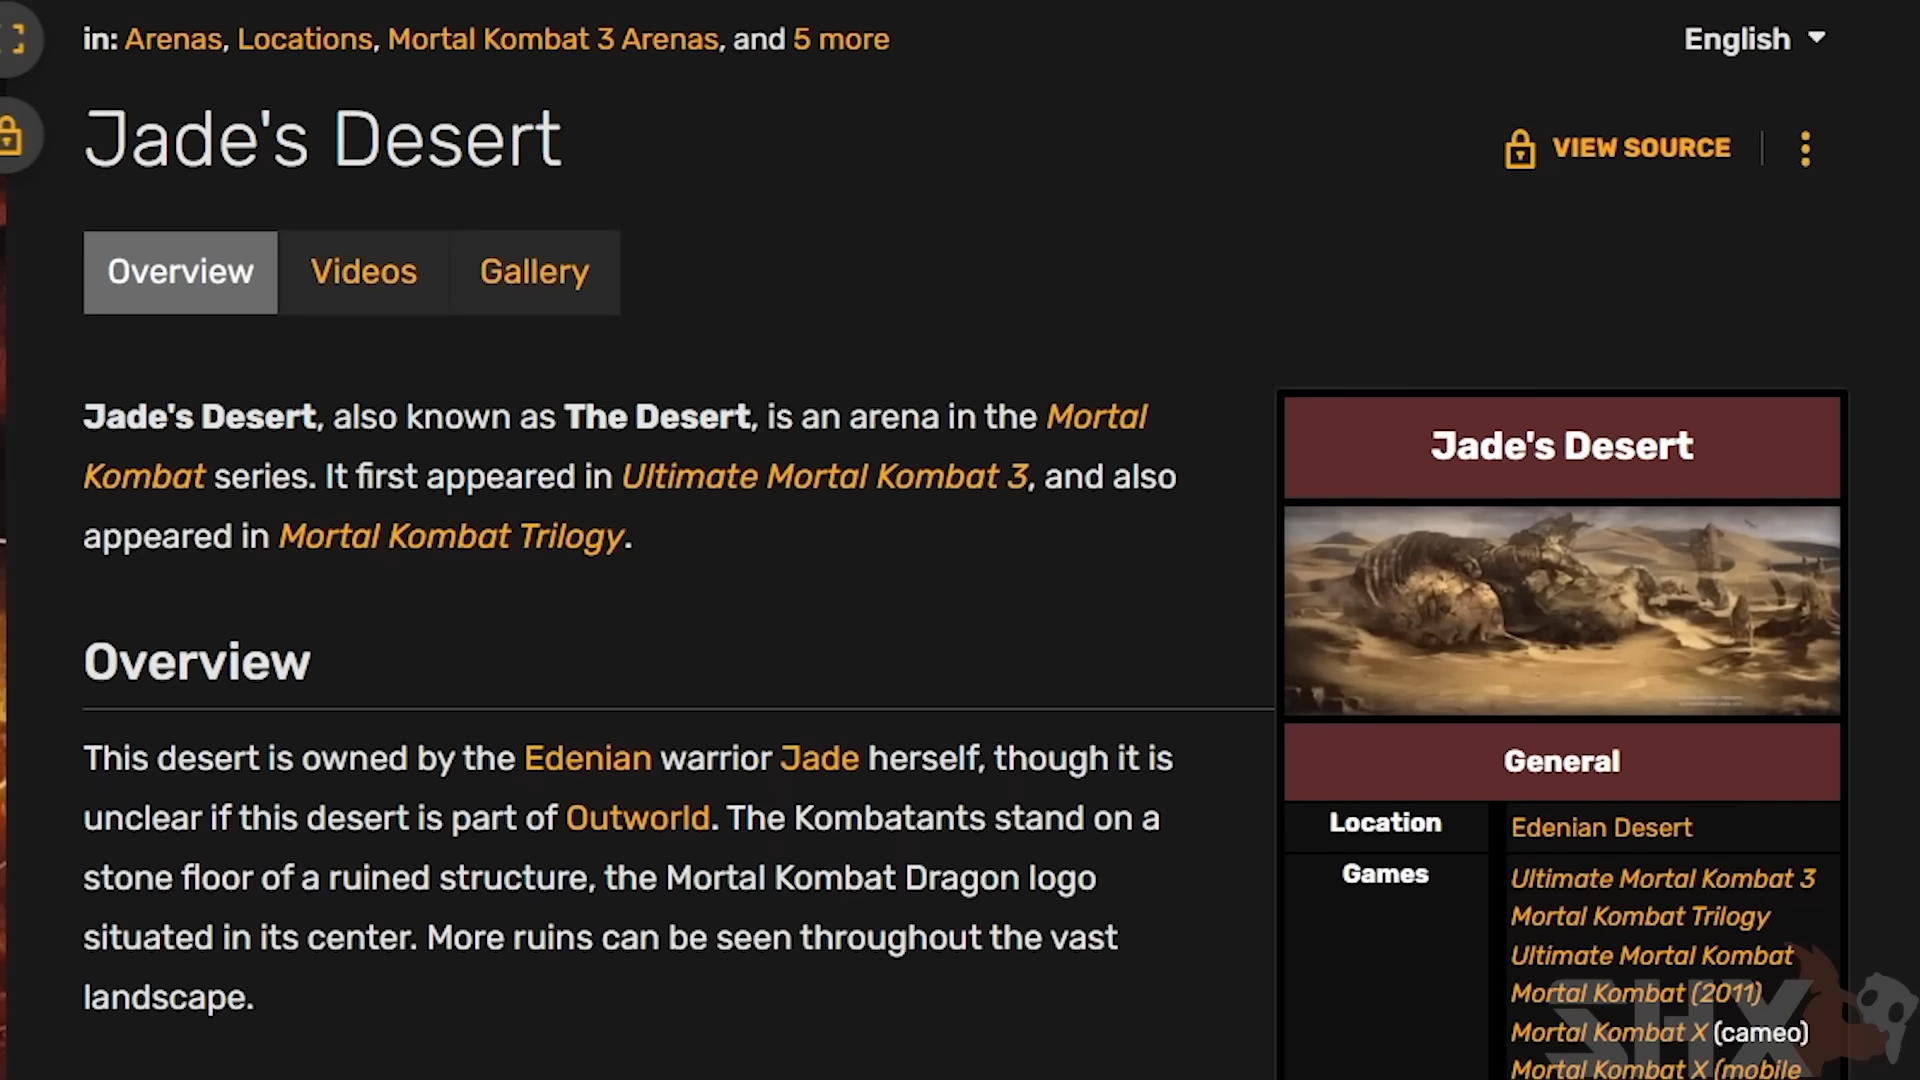 in: Arenas, Locations, Mortal Kombat 3 Arenas, and 5 more
English
Jade's Desert
VIEW SOURCE
Overview
Videos
Gallery
Jade's Desert, also known as The Desert, is an arena in the Mortal
Kombat series. It first appeared in Ultimate Mortal Kombat 3, and also
appeared in Mortal Kombat Trilogy.
Overview
This desert is owned by the Edenian warrior Jade herself, though it is
unclear if this desert is part of Outworld. The Kombatants stand on a
stone floor of a ruined structure, the Mortal Kombat Dragon logo
situated in its center. More ruins can be seen throughout the vast
landscape.
Jade's Desert
General
Location
Edenian Desert
Games
Ultimate Mortal Kombat 3
Mortal Kombat Trilogy
Ultimate Mortal Kombat
Mortal Kombat (2011)
Mortal Kombat X (cameo)
Mortal Kombat X (mobile
SHX